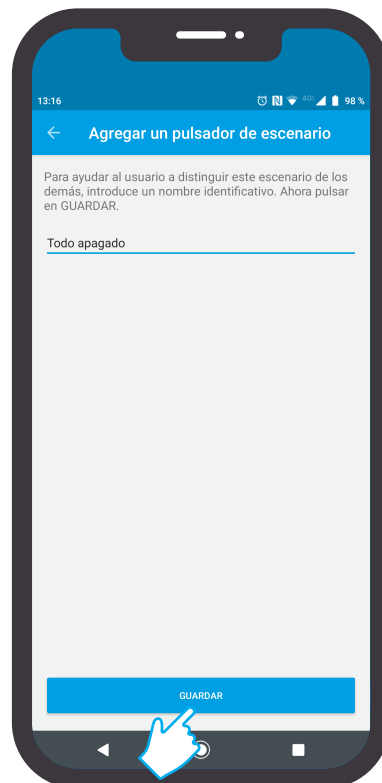 13:16 4G 98 %
Agregar un pulsador de escenario
Para ayudar al usuario a distinguir este escenario de los
demás, introduce un nombre identificativo. Ahora pulsar
en GUARDAR.
Todo apagado
GUARDAR